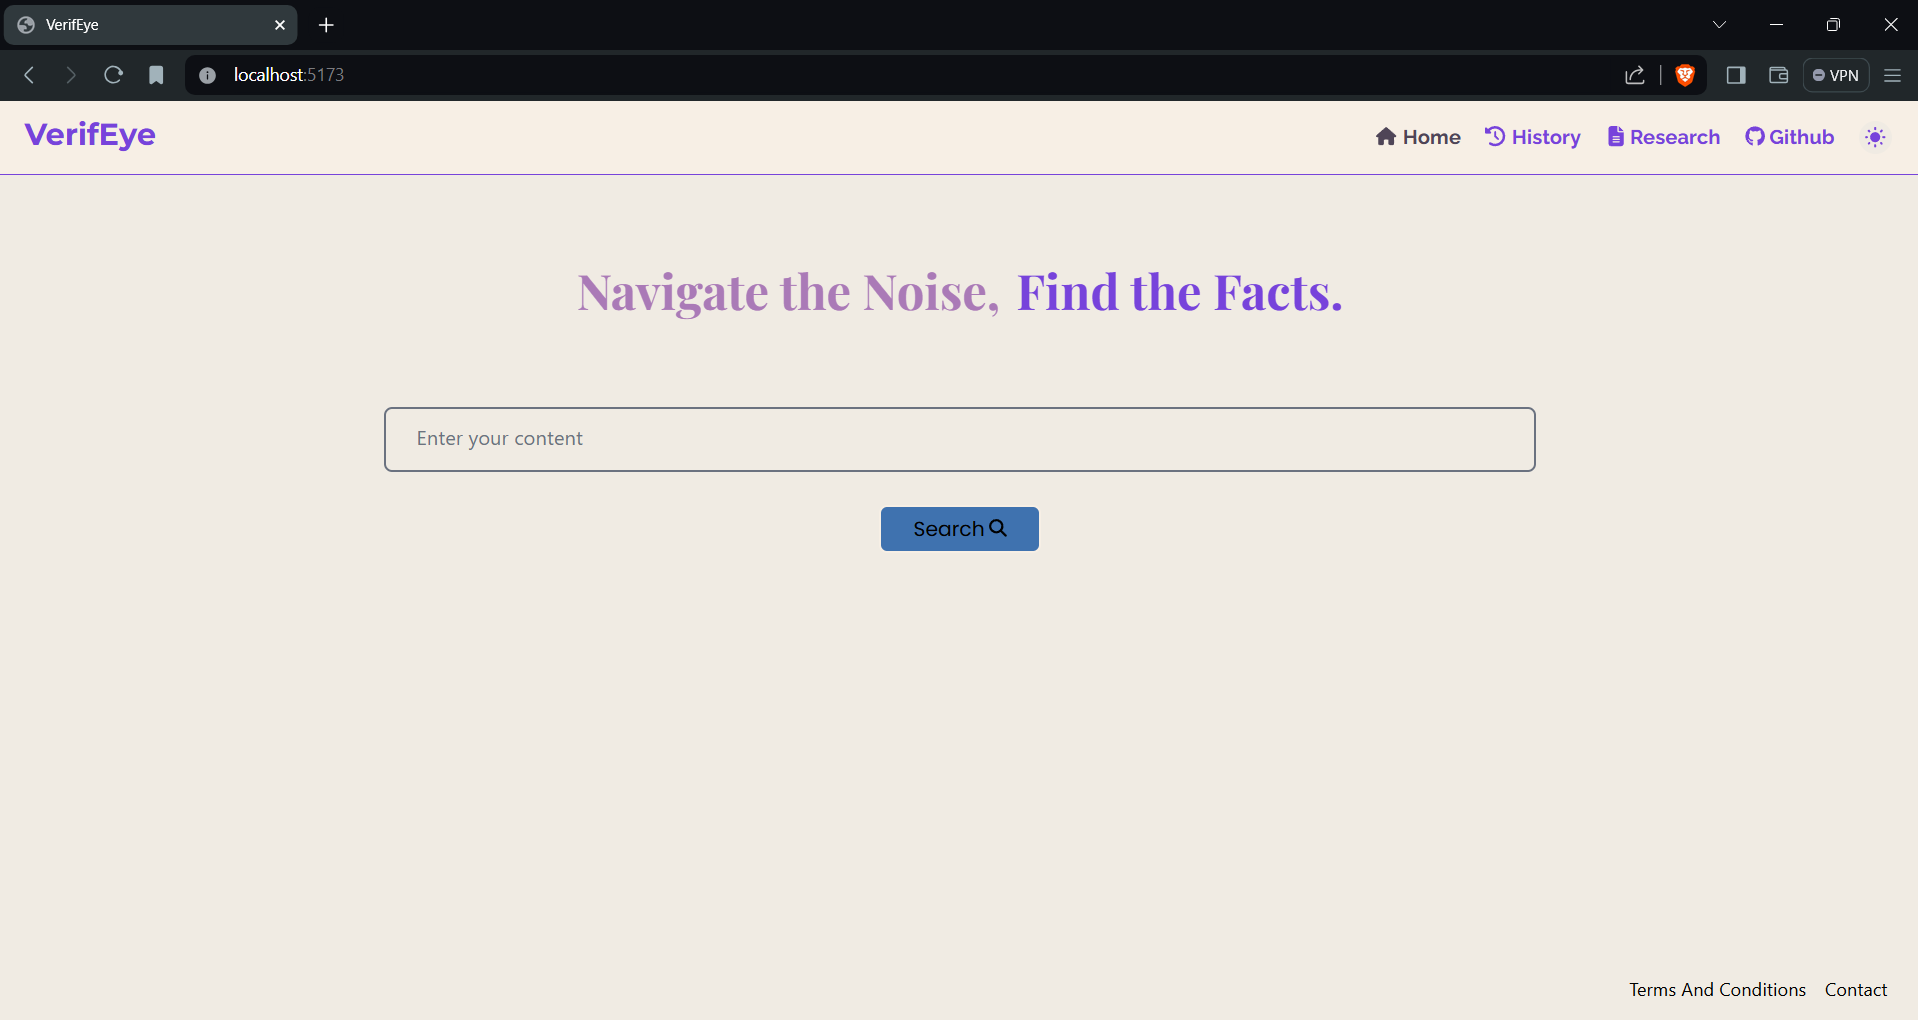 VerifEye
localhost:5173
VPN
VerifEye
Home History Research Github
Navigate the Noise, Find the Facts.
Enter your content
Search
Terms And Conditions Contact